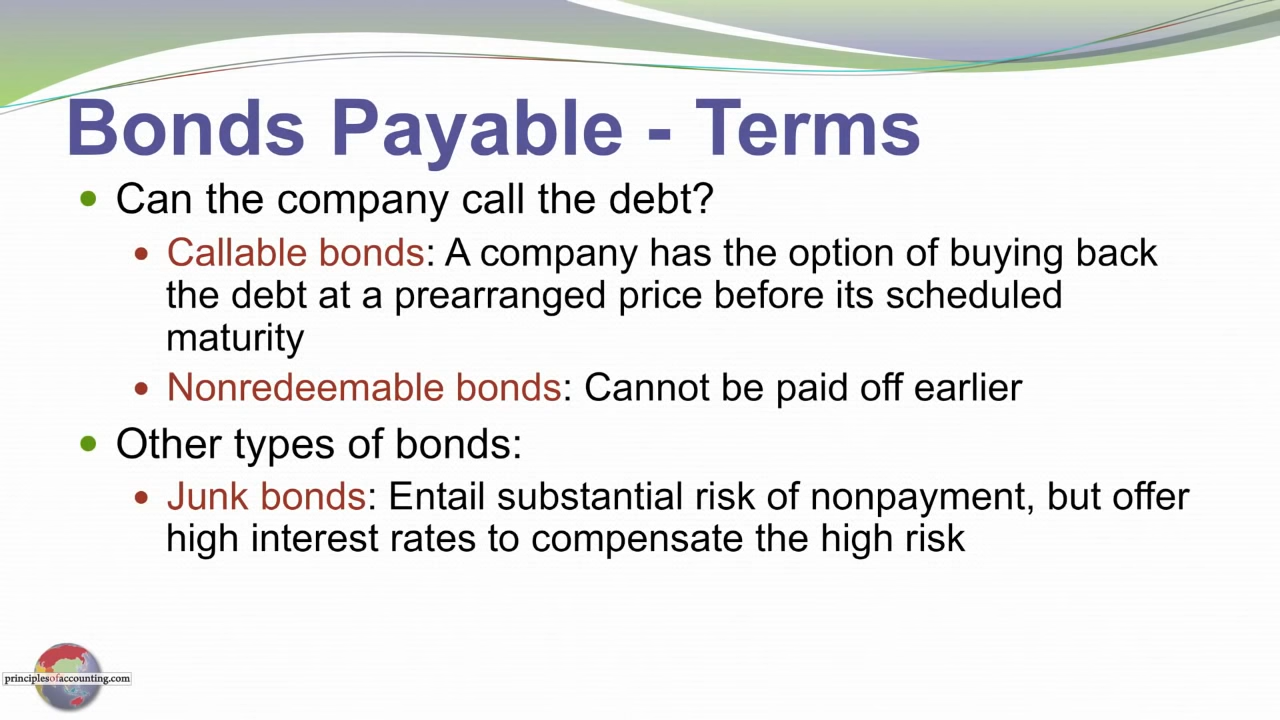 Bonds Payable - Terms
• Can the company call the debt?
• Callable bonds: A company has the option of buying back
the debt at a prearranged price before its scheduled
maturity
• Nonredeemable bonds: Cannot be paid off earlier
• Other types of bonds:
• Junk bonds: Entail substantial risk of nonpayment, but offer
high interest rates to compensate the high risk
principlesofaccounting.com